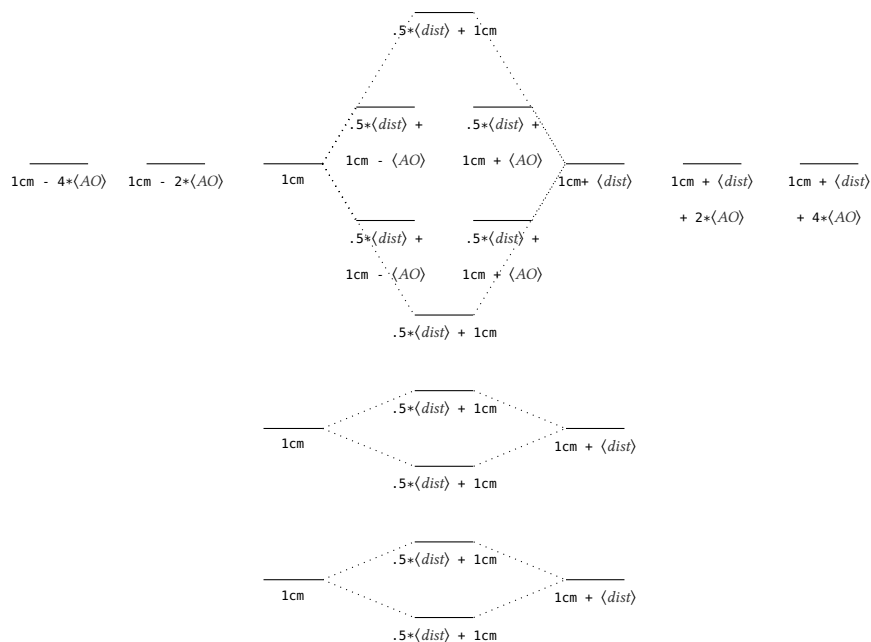 .5*⟨dist⟩ + 1cm
.5*⟨dist⟩ + .5*⟨dist⟩ +
1cm - ⟨AO⟩ 1cm + ⟨AO⟩
1cm - 4*⟨AO⟩ 1cm - 2*⟨AO⟩ 1cm 1cm+ ⟨dist⟩ 1cm + ⟨dist⟩ 1cm + ⟨dist⟩
+ 2*⟨AO⟩ + 4*⟨AO⟩
.5*⟨dist⟩ + .5*⟨dist⟩ +
1cm - ⟨AO⟩ 1cm + ⟨AO⟩
.5*⟨dist⟩ + 1cm
.5*⟨dist⟩ + 1cm
1cm 1cm + ⟨dist⟩
.5*⟨dist⟩ + 1cm
.5*⟨dist⟩ + 1cm
1cm 1cm + ⟨dist⟩
.5*⟨dist⟩ + 1cm